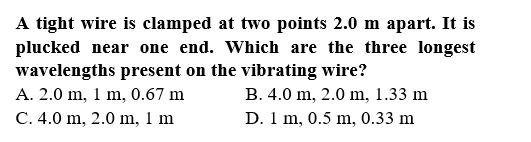 A tight wire is clamped at two points 2.0 m apart. It is
plucked near one end. Which are the three longest
wavelengths present on the vibrating wire?
A. 2.0 m, 1 m, 0.67 m B. 4.0 m, 2.0 m, 1.33 m
C. 4.0 m, 2.0 m, 1 m D. 1 m, 0.5 m, 0.33 m